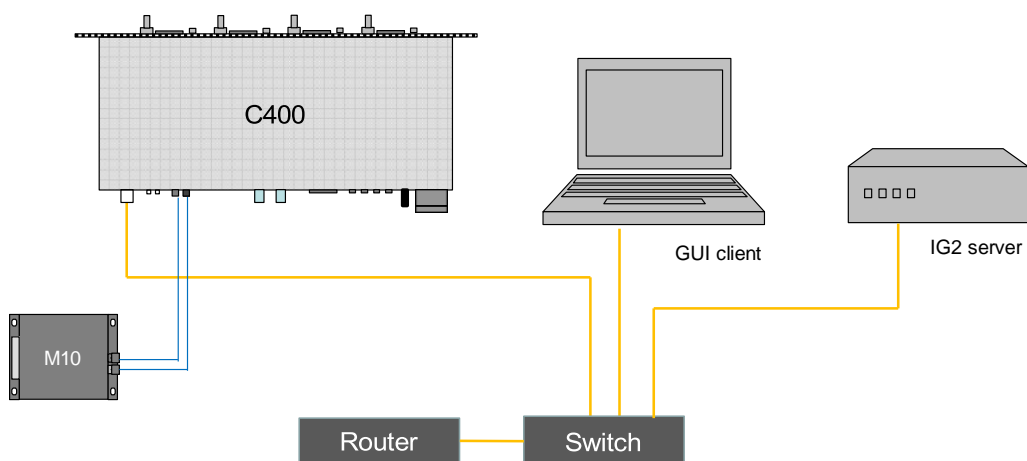 C400
GUI client
IG2 server
M10
Router
Switch